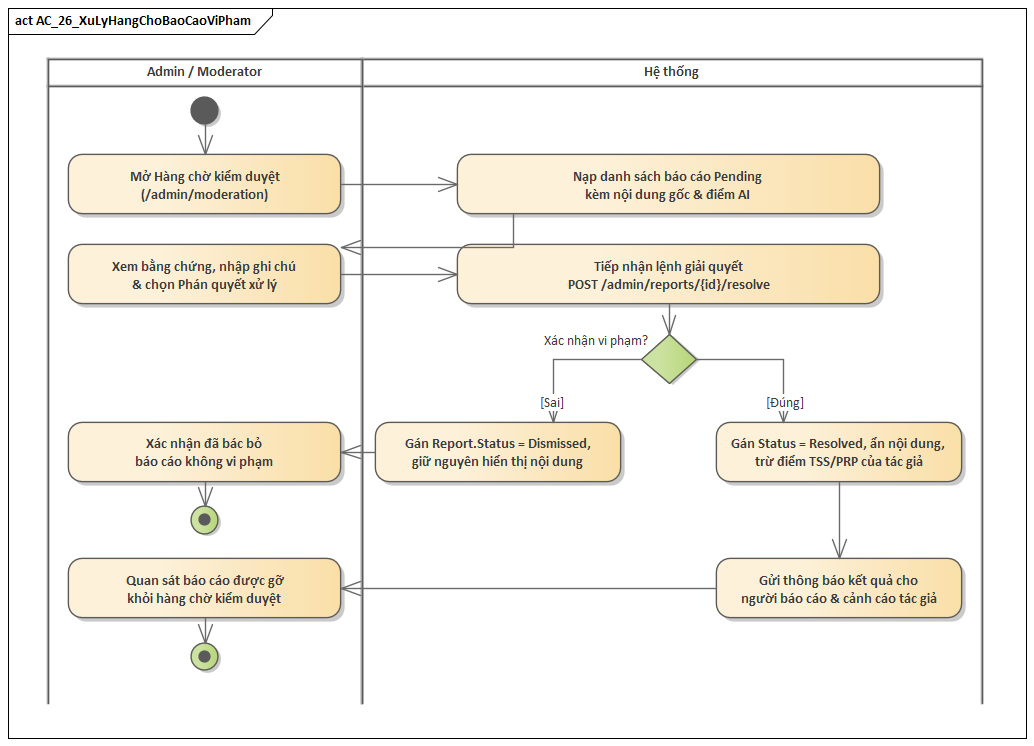 act AC_26_XuLyHangChoBaoCaoViPham
Admin / Moderator
Hệ thống
Mở Hàng chờ kiểm duyệt
(/admin/moderation)
Nạp danh sách báo cáo Pending
kèm nội dung gốc & điểm AI
Xem bằng chứng, nhập ghi chú
& chọn Phán quyết xử lý
Tiếp nhận lệnh giải quyết
POST /admin/reports/{id}/resolve
Xác nhận vi phạm?
[Sai]
[Đúng]
Xác nhận đã bác bỏ
báo cáo không vi phạm
Gán Report.Status = Dismissed,
giữ nguyên hiển thị nội dung
Gán Status = Resolved, ẩn nội dung,
trừ điểm TSS/PRP của tác giả
Quan sát báo cáo được gỡ
khỏi hàng chờ kiểm duyệt
Gửi thông báo kết quả cho
người báo cáo & cảnh cáo tác giả